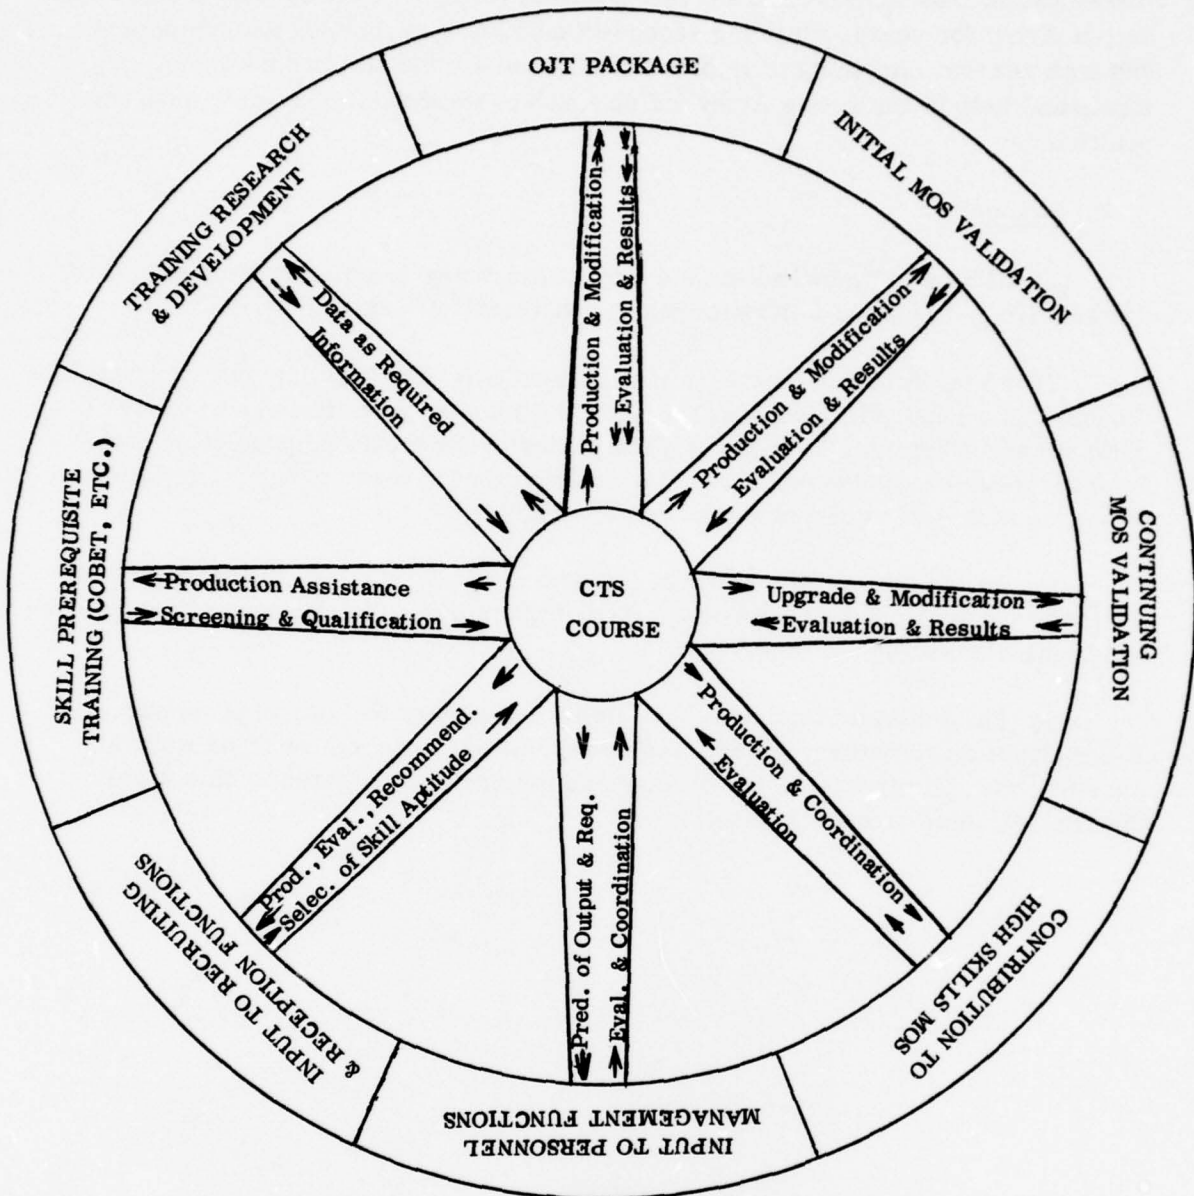 OJT PACKAGE
INITIAL MOS VALIDATION
CONTINUING
MOS VALIDATION
CONTRIBUTION TO
HIGH SKILLS MOS
INPUT TO PERSONNEL
MANAGEMENT FUNCTIONS
INPUT TO RECRUITING
& RECEPTION FUNCTIONS
SKILL PREREQUISITE
TRAINING (COBET, ETC.)
TRAINING RESEARCH
& DEVELOPMENT
Production & Modification
Evaluation & Results
Production & Modification
Evaluation & Results
Upgrade & Modification
Evaluation & Results
Production & Coordination
Evaluation
Pred. of Output & Req.
Eval. & Coordination
Prod., Eval., Recommend.
Selec. of Skill Aptitude
Production Assistance
Screening & Qualification
Data as Required
Information
CTS
COURSE